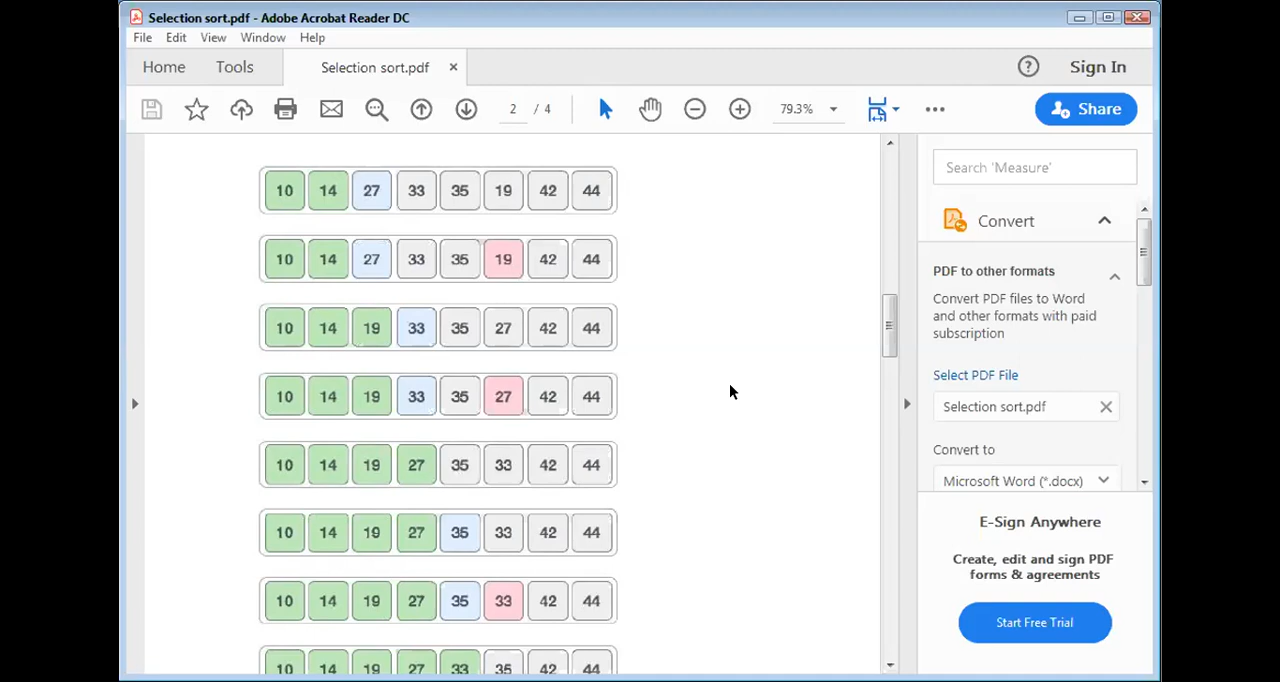 Selection sort.pdf - Adobe Acrobat Reader DC
File Edit View Window Help
Home Tools Selection sort.pdf × ? Sign In
2 / 4 79.3% Share
Search 'Measure'
Convert
PDF to other formats
Convert PDF files to Word
and other formats with paid
subscription
Select PDF File
Selection sort.pdf
Convert to
Microsoft Word (*.docx)
E-Sign Anywhere
Create, edit and sign PDF
forms & agreements
Start Free Trial
10 14 27 33 35 19 42 44
10 14 27 33 35 19 42 44
10 14 19 33 35 27 42 44
10 14 19 33 35 27 42 44
10 14 19 27 35 33 42 44
10 14 19 27 35 33 42 44
10 14 19 27 35 33 42 44
10 14 19 27 33 35 42 44